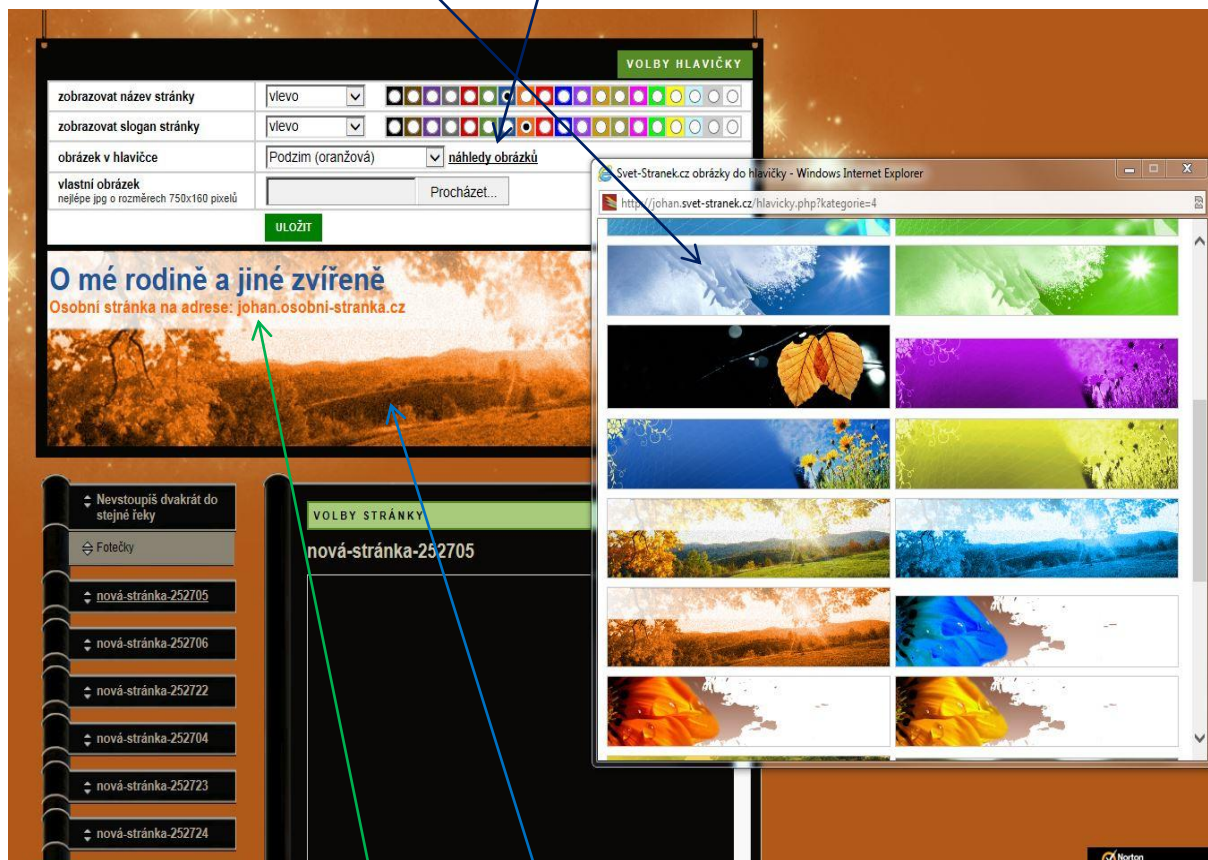 VOLBY HLAVIČKY
zobrazovat název stránky
vlevo
zobrazovat slogan stránky
vlevo
obrázek v hlavičce
Podzim (oranžová)
náhledy obrázků
vlastní obrázek
nejlépe jpg o rozměrech 750x160 pixelů
Procházet...
ULOŽIT
O mé rodině a jiné zvířeně
Osobní stránka na adrese: johan.osobni-stranka.cz
Svet-Stranek.cz obrázky do hlavičky - Windows Internet Explorer
http://johan.svet-stranek.cz/hlavicky.php?kategorie=4
Nevstoupíš dvakrát do
stejné řeky
Fotečky
nová-stránka-252705
nová-stránka-252706
nová-stránka-252722
nová-stránka-252704
nová-stránka-252723
nová-stránka-252724
VOLBY STRÁNKY
nová-stránka-252705
Norton